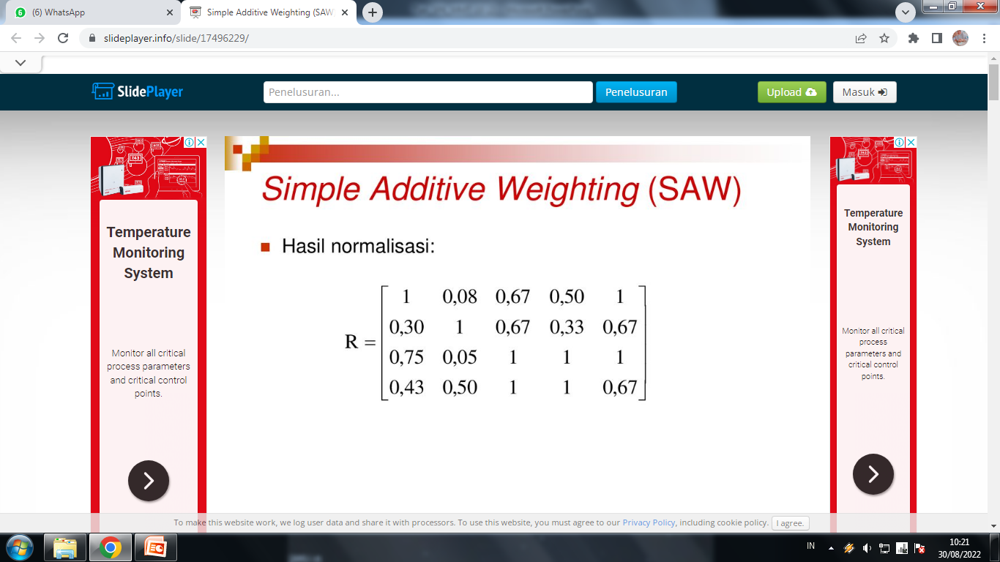 (6) WhatsApp
Simple Additive Weighting (SAW
slideplayer.info/slide/17496229/
SlidePlayer
Penelusuran...
Penelusuran
Upload
Masuk
Simple Additive Weighting (SAW)
Hasil normalisasi:
R =
1 0,08 0,67 0,50 1
0,30 1 0,67 0,33 0,67
0,75 0,05 1 1 1
0,43 0,50 1 1 0,67
Temperature
Monitoring
System
Monitor all critical
process parameters
and critical control
points.
Temperature
Monitoring
System
Monitor all critical
process
parameters and
critical control
points.
To make this website work, we log user data and share it with processors. To use this website, you must agree to our Privacy Policy, including cookie policy.
I agree.
IN
10:21
30/08/2022